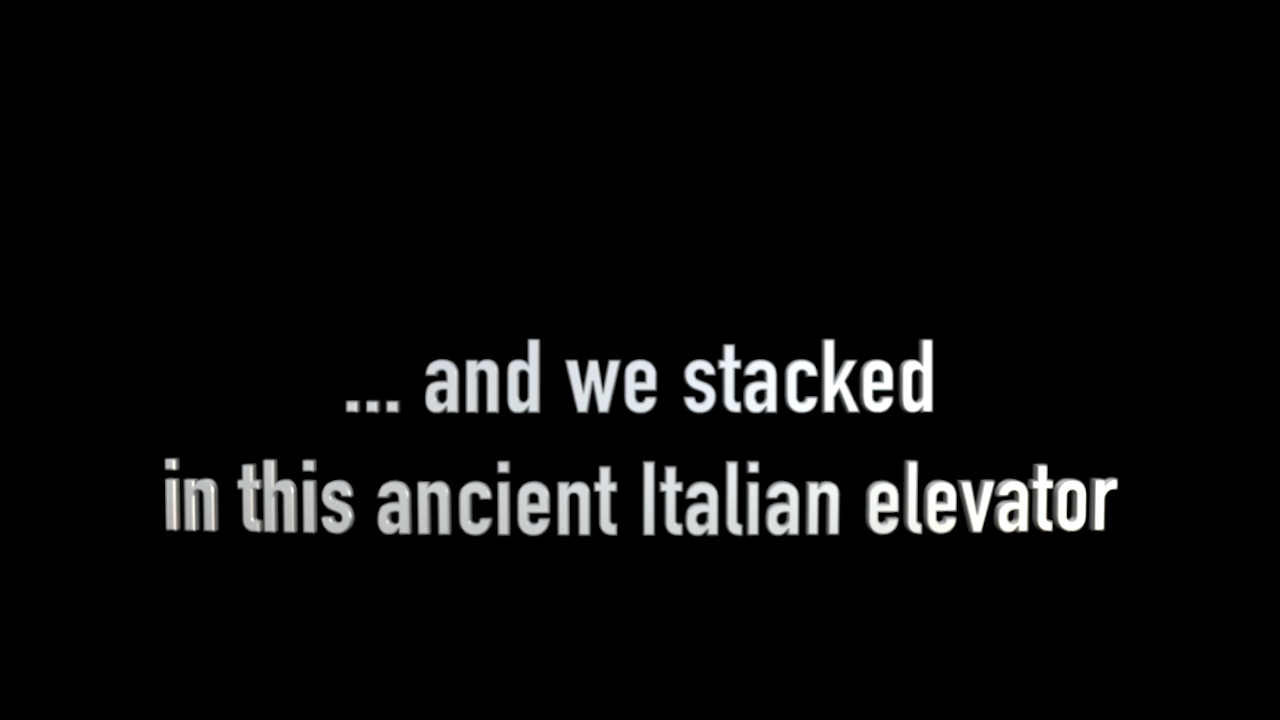 ... and we stacked
in this ancient Italian elevator